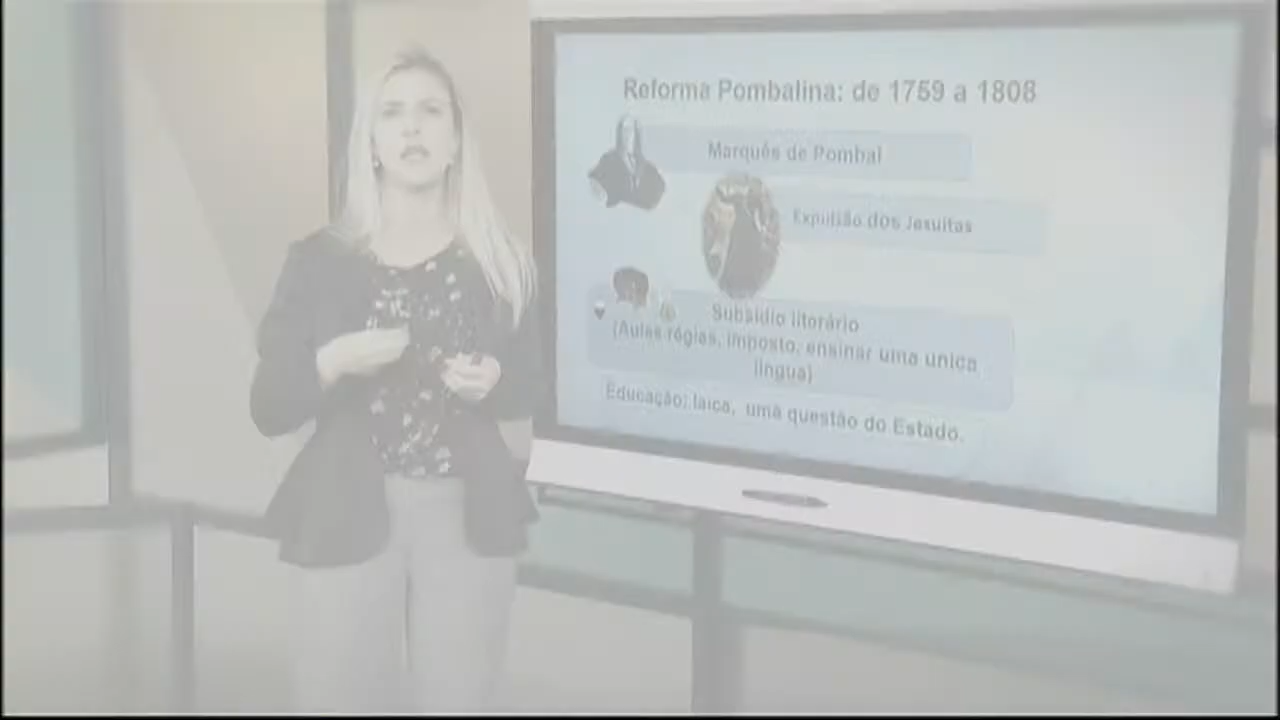 Reforma Pombalina: de 1759 a 1808
Marquês de Pombal
Expulsão dos Jesuítas
Subsídio literário
(Aulas régias, imposto, ensinar uma única
língua)
Educação: laica, uma questão do Estado.